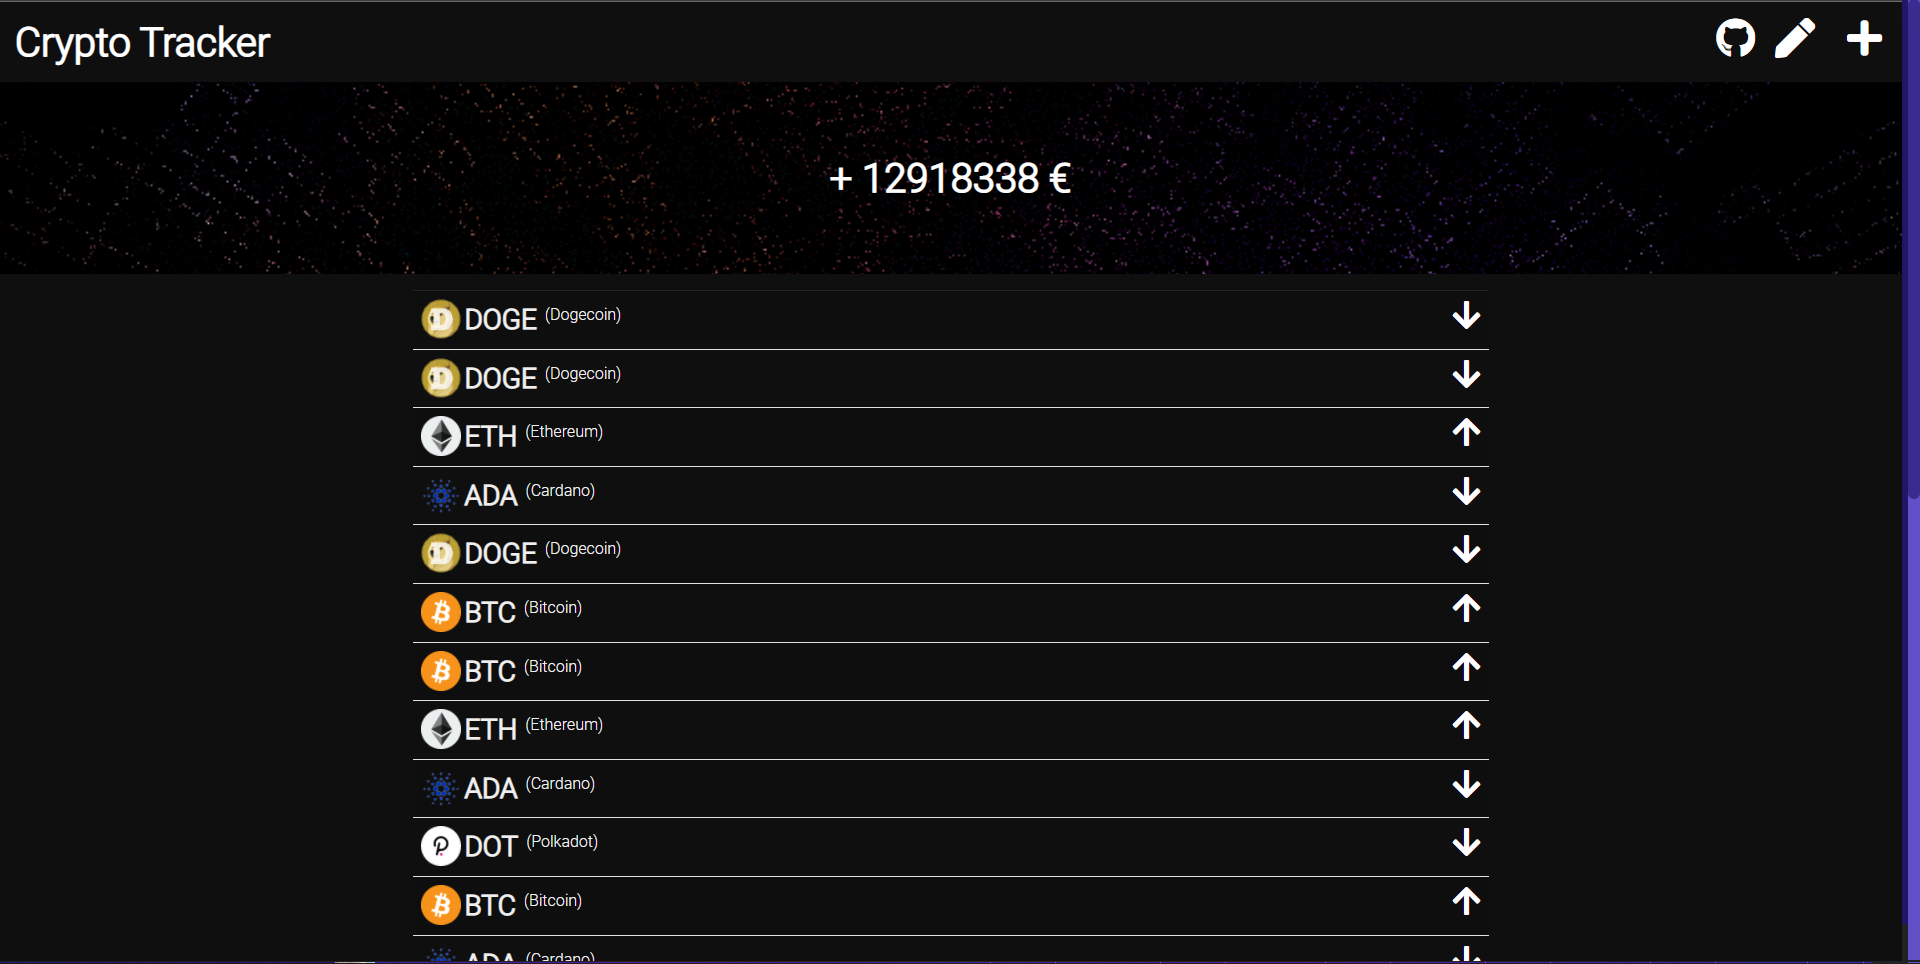 Crypto Tracker
+ 12918338 €
DOGE (Dogecoin)
DOGE (Dogecoin)
ETH (Ethereum)
ADA (Cardano)
DOGE (Dogecoin)
BTC (Bitcoin)
BTC (Bitcoin)
ETH (Ethereum)
ADA (Cardano)
DOT (Polkadot)
BTC (Bitcoin)
ADA (Cardano)